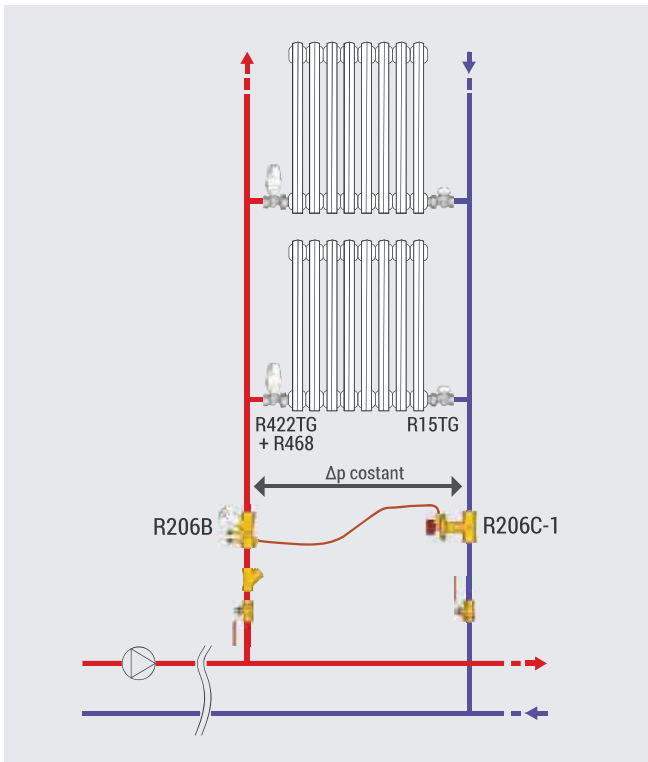 R422TG
+ R468
R15TG
Δp costant
R206B
R206C-1